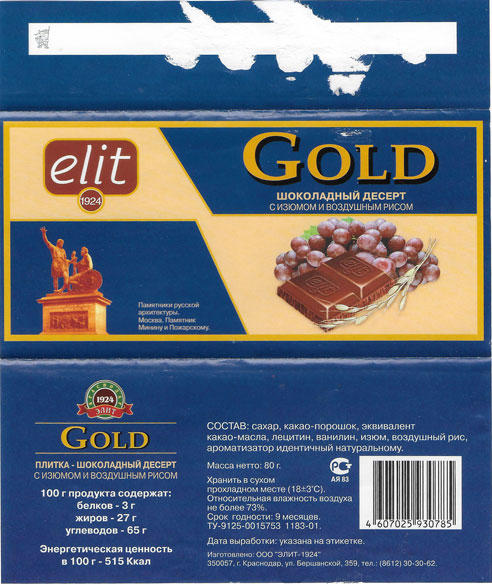 elit
1924
GOLD
ШОКОЛАДНЫЙ ДЕСЕРТ
С ИЗЮМОМ И ВОЗДУШНЫМ РИСОМ
Памятники русской
архитектуры.
Москва. Памятник
Минину и Пожарскому.
1924
ЭЛИТ
GOLD
ПЛИТКА - ШОКОЛАДНЫЙ ДЕСЕРТ
С ИЗЮМОМ И ВОЗДУШНЫМ РИСОМ
100 г продукта содержат:
белков - 3 г
жиров - 27 г
углеводов - 65 г
Энергетическая ценность
в 100 г - 515 Ккал
СОСТАВ: сахар, какао-порошок, эквивалент
какао-масла, лецитин, ванилин, изюм, воздушный рис,
ароматизатор идентичный натуральному.
Масса нетто: 80 г.
Хранить в сухом
прохладном месте (18±3°С).
Относительная влажность воздуха
не более 73%.
Срок годности: 9 месяцев.
ТУ-9125-0015753 1183-01.
Дата выработки: указана на этикетке.
Изготовлено: ООО "ЭЛИТ-1924"
350057, г. Краснодар, ул. Бершанской, 359, тел.: (8612) 30-30-62.
АЯ 83
4 607025 930785